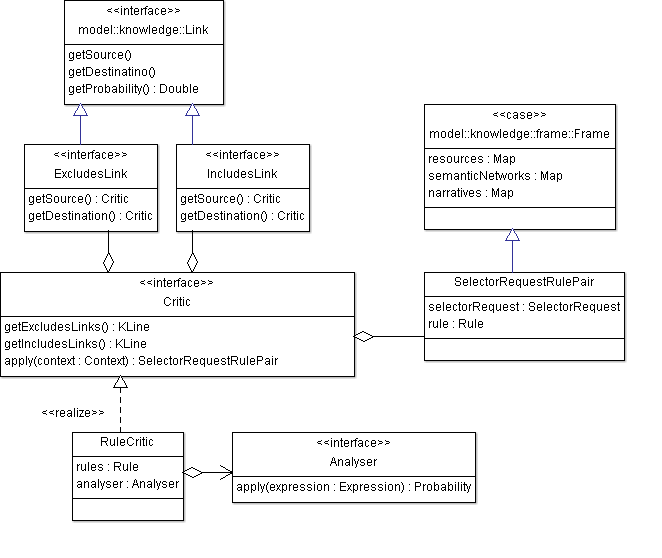 <<interface>>
model::knowledge::Link
getSource()
getDestinatino()
getProbability() : Double
<<case>>
model::knowledge::frame::Frame
resources : Map
semanticNetworks : Map
narratives : Map
<<interface>>
ExcludesLink
getSource() : Critic
getDestination() : Critic
<<interface>>
IncludesLink
getSource() : Critic
getDestination() : Critic
<<interface>>
Critic
getExcludesLinks() : KLine
getIncludesLinks() : KLine
apply(context : Context) : SelectorRequestRulePair
SelectorRequestRulePair
selectorRequest : SelectorRequest
rule : Rule
<<realize>>
RuleCritic
rules : Rule
analyser : Analyser
<<interface>>
Analyser
apply(expression : Expression) : Probability